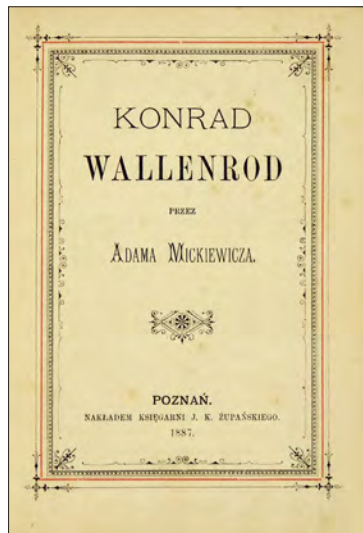 KONRAD
WALLENROD
PRZEZ
ADAMA MICKIEWICZA.
POZNAŃ.
NAKŁADEM KSIĘGARNI J. K. ŻUPAŃSKIEGO.
1887.